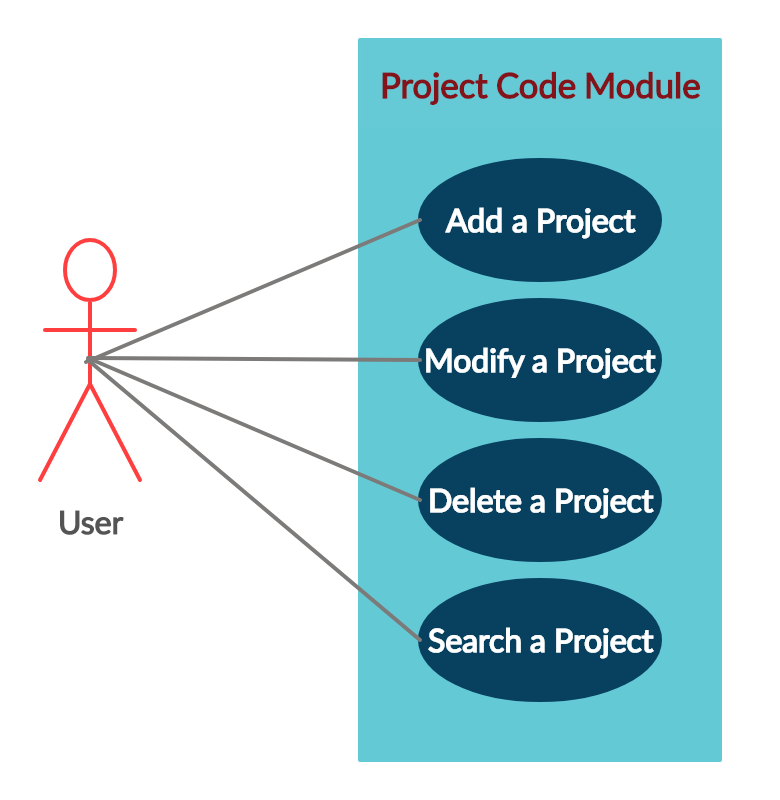 Project Code Module
Add a Project
Modify a Project
Delete a Project
Search a Project
User